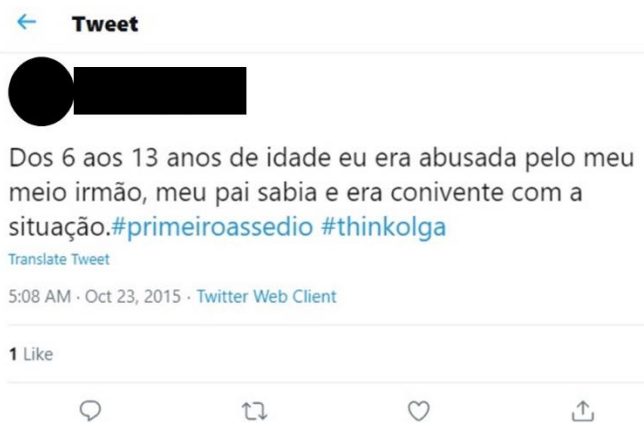 Tweet
Dos 6 aos 13 anos de idade eu era abusada pelo meu
meio irmão, meu pai sabia e era conivente com a
situação.#primeiroassedio #thinkolga
Translate Tweet
5:08 AM · Oct 23, 2015 · Twitter Web Client
1 Like